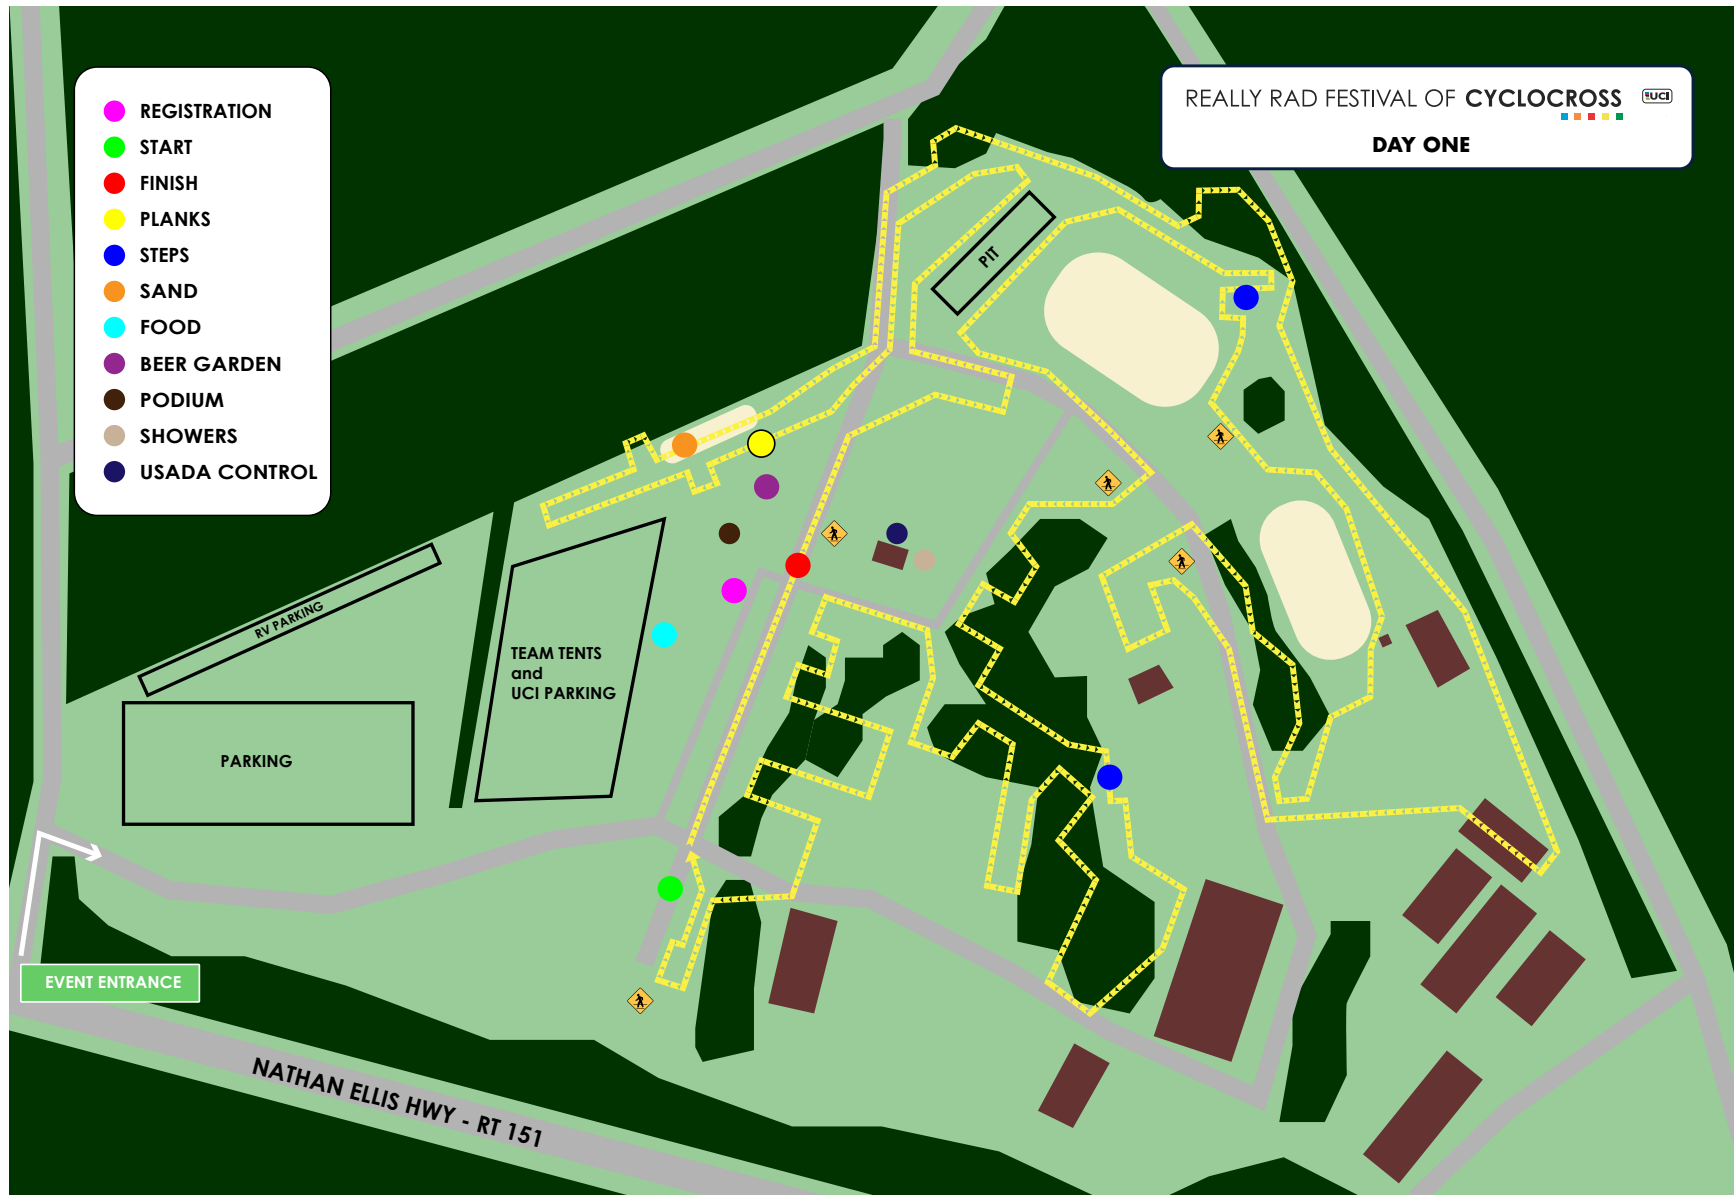 REGISTRATION
START
FINISH
PLANKS
STEPS
SAND
FOOD
BEER GARDEN
PODIUM
SHOWERS
USADA CONTROL
REALLY RAD FESTIVAL OF CYCLOCROSS
UCI
DAY ONE
PIT
RV PARKING
TEAM TENTS
and
UCI PARKING
PARKING
EVENT ENTRANCE
NATHAN ELLIS HWY - RT 151